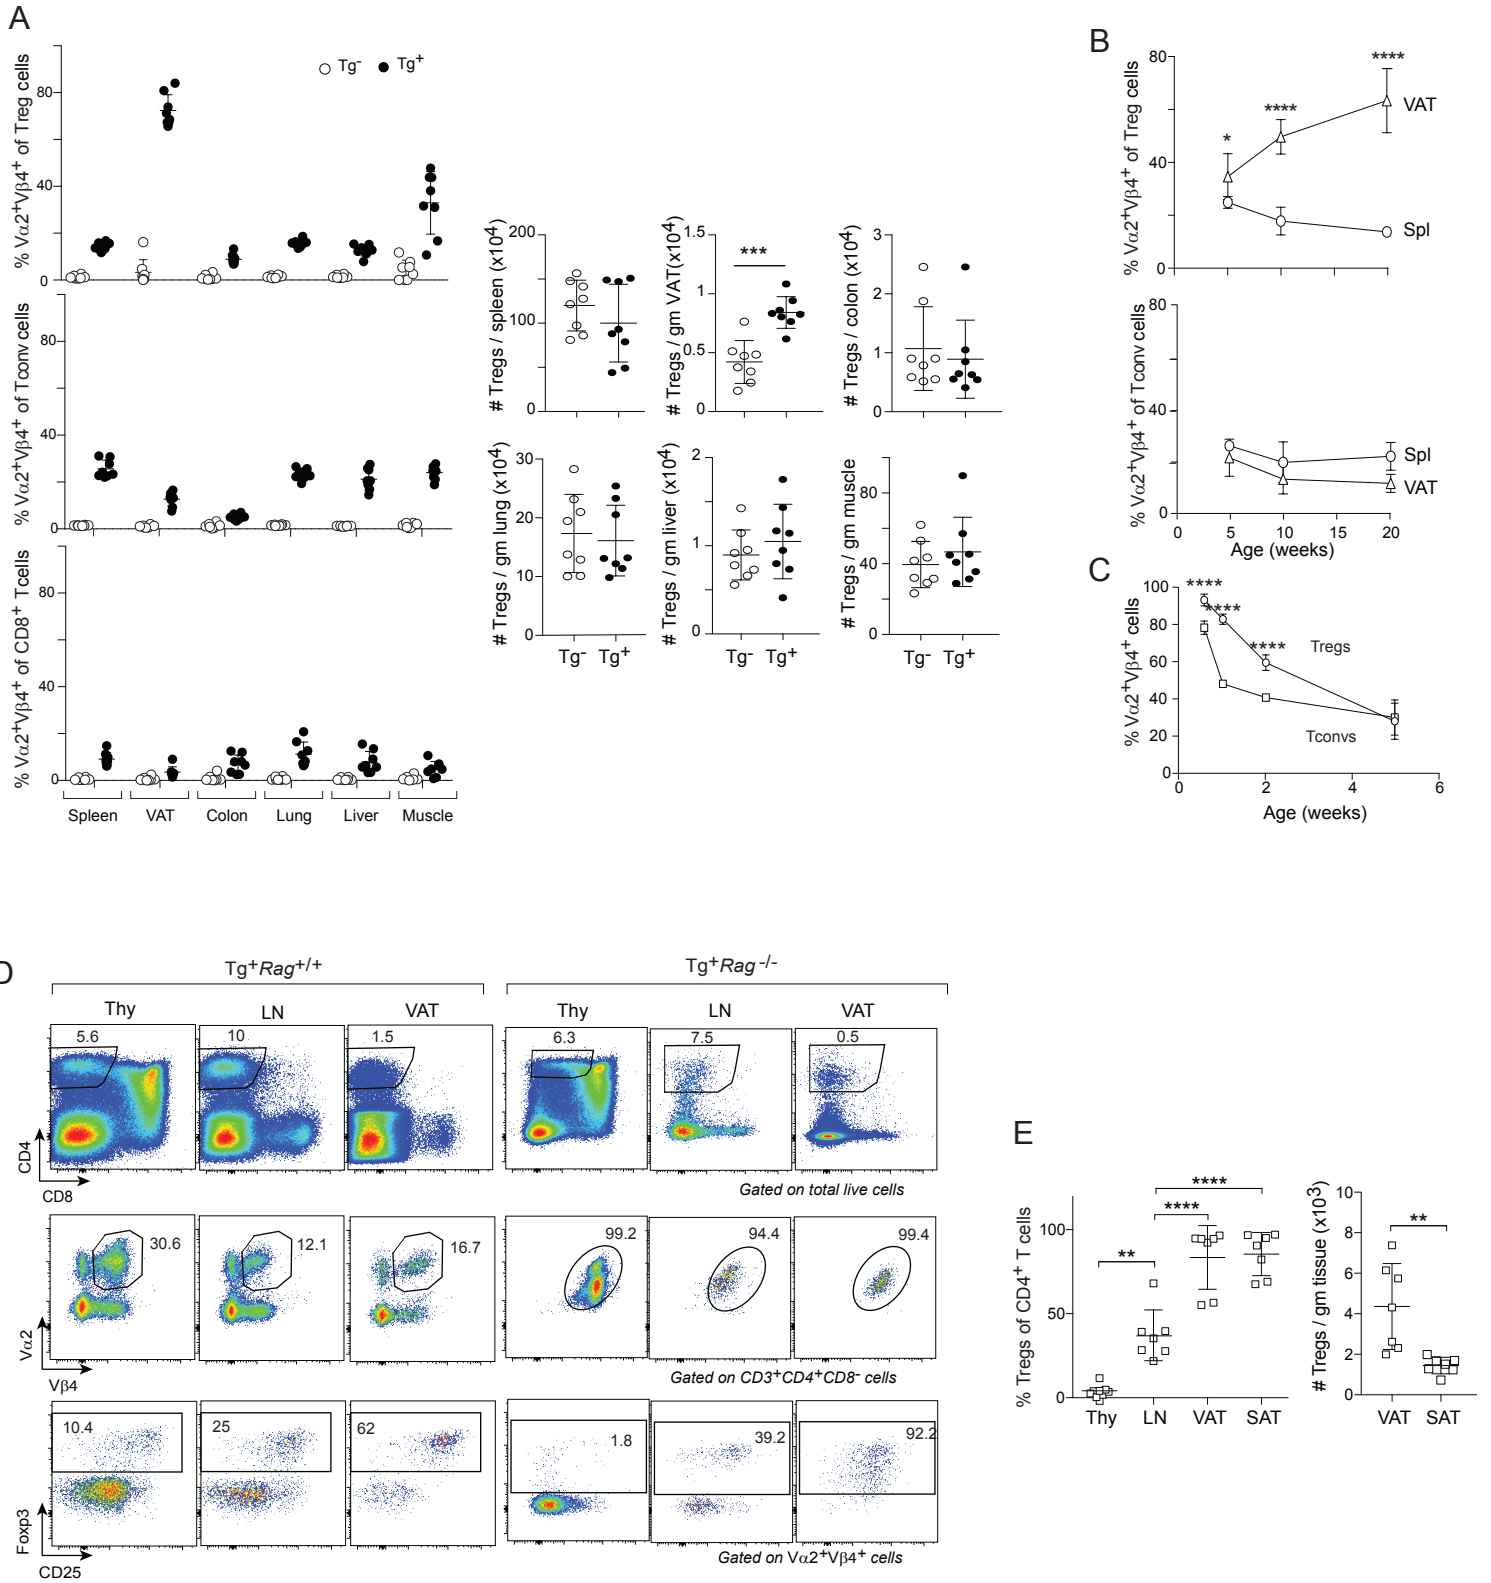 A
Tg- Tg+
% Vα2+Vβ4+ of Treg cells
80
40
0
% Vα2+Vβ4+ of Tconv cells
80
40
0
% Vα2+Vβ4+ of CD8+ Tcells
80
40
0
Spleen VAT Colon Lung Liver Muscle
# Tregs / spleen (x104)
200
100
0
# Tregs / gm VAT(x104)
1.5
1
0.5
0
***
# Tregs / colon (x104)
3
2
1
0
# Tregs / gm lung (x104)
30
20
10
0
Tg- Tg+
# Tregs / gm liver (x104)
2
1
0
Tg- Tg+
# Tregs / gm muscle
80
40
0
Tg- Tg+
B
% Vα2+Vβ4+ of Treg cells
80
40
0
* **** ****
VAT
Spl
% Vα2+Vβ4+ of Tconv cells
80
40
0
Spl
VAT
0 5 10 15 20
Age (weeks)
C
% Vα2+Vβ4+ cells
100
80
60
40
20
0
****
****
****
Tregs
Tconvs
0 2 4 6
Age (weeks)
D
Tg+Rag+/+ Tg+Rag-/-
Thy LN VAT Thy LN VAT
5.6 10 1.5 6.3 7.5 0.5
CD4
CD8
Gated on total live cells
30.6 12.1 16.7 99.2 94.4 99.4
Vα2
Vβ4
Gated on CD3+CD4+CD8- cells
10.4 25 62 1.8 39.2 92.2
Foxp3
CD25
Gated on Vα2+Vβ4+ cells
E
% Tregs of CD4+ T cells
100
50
0
** **** ****
Thy LN VAT SAT
# Tregs / gm tissue (x103)
10
8
6
4
2
0
**
VAT SAT